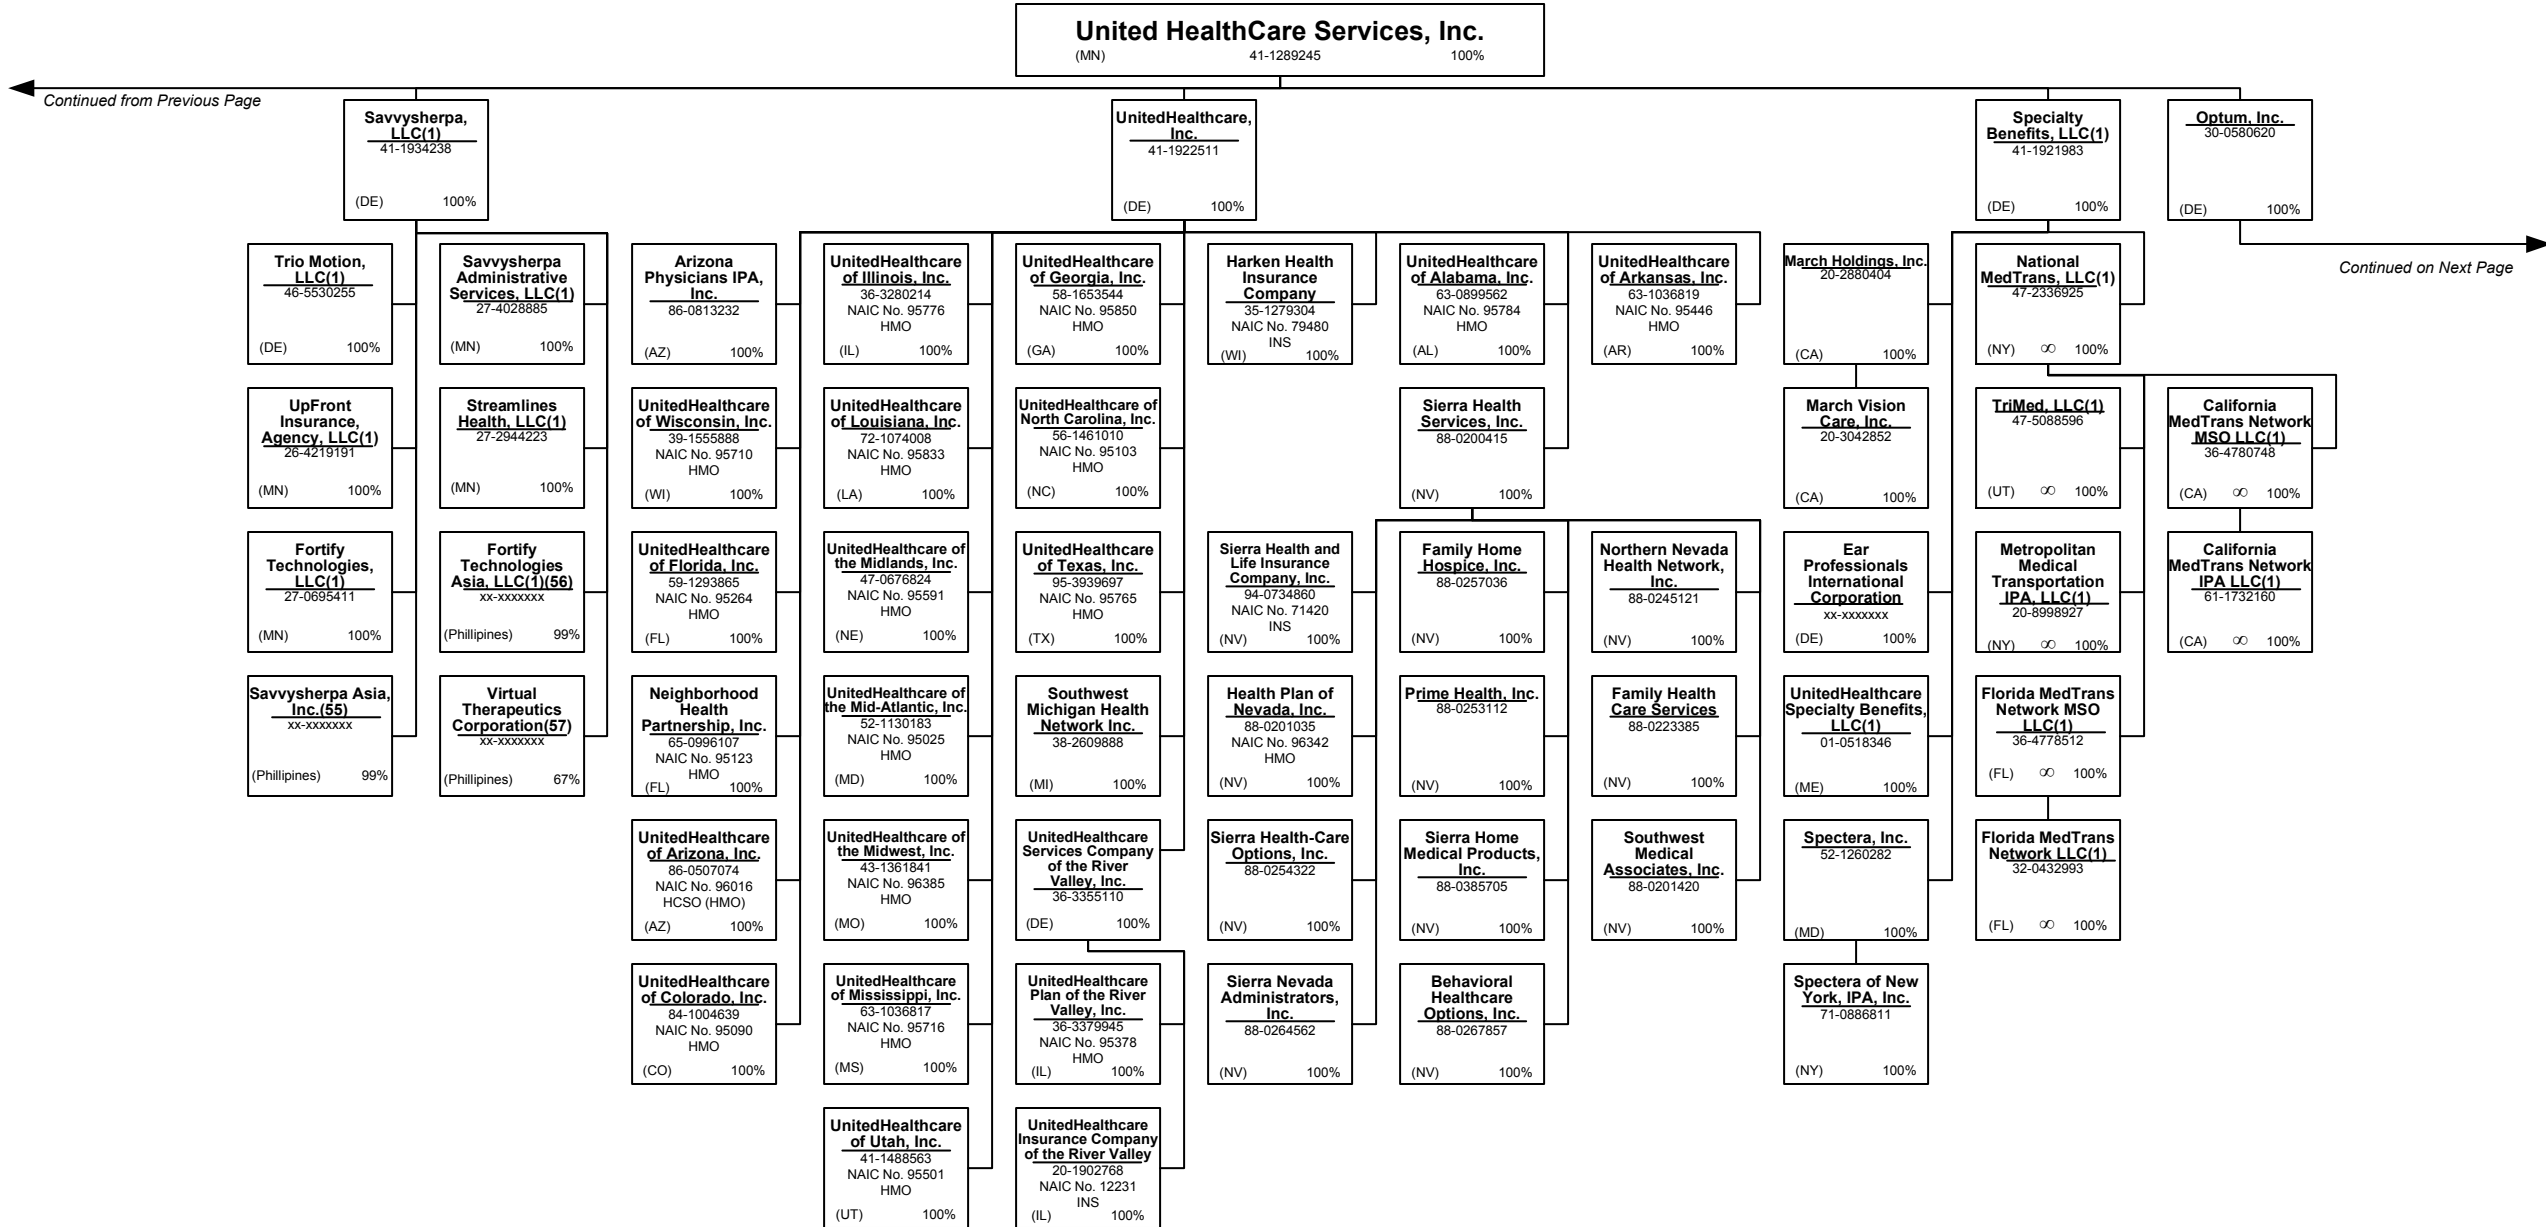 United HealthCare Services, Inc.
(MN) 41-1289245 100%
Continued from Previous Page
Savvysherpa,
LLC(1)
41-1934238
(DE) 100%
UnitedHealthcare,
Inc.
41-1922511
(DE) 100%
Specialty
Benefits, LLC(1)
41-1921983
(DE) 100%
Optum, Inc.
30-0580620
(DE) 100%
Continued on Next Page
Trio Motion,
LLC(1)
46-5530255
(DE) 100%
Savvysherpa
Administrative
Services, LLC(1)
27-4028885
(MN) 100%
Arizona
Physicians IPA,
Inc.
86-0813232
(AZ) 100%
UnitedHealthcare
of Illinois, Inc.
36-3280214
NAIC No. 95776
HMO
(IL) 100%
UnitedHealthcare
of Georgia, Inc.
58-1653544
NAIC No. 95850
HMO
(GA) 100%
Harken Health
Insurance
Company
35-1279304
NAIC No. 79480
INS
(WI) 100%
UnitedHealthcare
of Alabama, Inc.
63-0899562
NAIC No. 95784
HMO
(AL) 100%
UnitedHealthcare
of Arkansas, Inc.
63-1036819
NAIC No. 95446
HMO
(AR) 100%
March Holdings, Inc.
20-2880404
(CA) 100%
National
MedTrans, LLC(1)
47-2336925
(NY) ∞ 100%
UpFront
Insurance,
Agency, LLC(1)
26-4219191
(MN) 100%
Streamlines
Health, LLC(1)
27-2944223
(MN) 100%
UnitedHealthcare
of Wisconsin, Inc.
39-1555888
NAIC No. 95710
HMO
(WI) 100%
UnitedHealthcare
of Louisiana, Inc.
72-1074008
NAIC No. 95833
HMO
(LA) 100%
UnitedHealthcare of
North Carolina, Inc.
56-1461010
NAIC No. 95103
HMO
(NC) 100%
Sierra Health
Services, Inc.
88-0200415
(NV) 100%
March Vision
Care, Inc.
20-3042852
(CA) 100%
TriMed, LLC(1)
47-5088596
(UT) ∞ 100%
California
MedTrans Network
MSO LLC(1)
36-4780748
(CA) ∞ 100%
Fortify
Technologies,
LLC(1)
27-0695411
(MN) 100%
Fortify
Technologies
Asia, LLC(1)(56)
xx-xxxxxxx
(Phillipines) 99%
UnitedHealthcare
of Florida, Inc.
59-1293865
NAIC No. 95264
HMO
(FL) 100%
UnitedHealthcare of
the Midlands, Inc.
47-0676824
NAIC No. 95591
HMO
(NE) 100%
UnitedHealthcare
of Texas, Inc.
95-3939697
NAIC No. 95765
HMO
(TX) 100%
Sierra Health and
Life Insurance
Company, Inc.
94-0734860
NAIC No. 71420
INS
(NV) 100%
Family Home
Hospice, Inc.
88-0257036
(NV) 100%
Northern Nevada
Health Network,
Inc.
88-0245121
(NV) 100%
Ear
Professionals
International
Corporation
xx-xxxxxxx
(DE) 100%
Metropolitan
Medical
Transportation
IPA, LLC(1)
20-8998927
(NY) ∞ 100%
California
MedTrans Network
IPA LLC(1)
61-1732160
(CA) ∞ 100%
Savvysherpa Asia,
Inc.(55)
xx-xxxxxxx
(Phillipines) 99%
Virtual
Therapeutics
Corporation(57)
xx-xxxxxxx
(Phillipines) 67%
Neighborhood
Health
Partnership, Inc.
65-0996107
NAIC No. 95123
HMO
(FL) 100%
UnitedHealthcare of
the Mid-Atlantic, Inc.
52-1130183
NAIC No. 95025
HMO
(MD) 100%
Southwest
Michigan Health
Network Inc.
38-2609888
(MI) 100%
Health Plan of
Nevada, Inc.
88-0201035
NAIC No. 96342
HMO
(NV) 100%
Prime Health, Inc.
88-0253112
(NV) 100%
Family Health
Care Services
88-0223385
(NV) 100%
UnitedHealthcare
Specialty Benefits,
LLC(1)
01-0518346
(ME) 100%
Florida MedTrans
Network MSO
LLC(1)
36-4778512
(FL) ∞ 100%
UnitedHealthcare
of Arizona, Inc.
86-0507074
NAIC No. 96016
HCSO (HMO)
(AZ) 100%
UnitedHealthcare of
the Midwest, Inc.
43-1361841
NAIC No. 96385
HMO
(MO) 100%
UnitedHealthcare
Services Company
of the River
Valley, Inc.
36-3355110
(DE) 100%
Sierra Health-Care
Options, Inc.
88-0254322
(NV) 100%
Sierra Home
Medical Products,
Inc.
88-0385705
(NV) 100%
Southwest
Medical
Associates, Inc.
88-0201420
(NV) 100%
Spectera, Inc.
52-1260282
(MD) 100%
Florida MedTrans
Network LLC(1)
32-0432993
(FL) ∞ 100%
UnitedHealthcare
of Colorado, Inc.
84-1004639
NAIC No. 95090
HMO
(CO) 100%
UnitedHealthcare
of Mississippi, Inc.
63-1036817
NAIC No. 95716
HMO
(MS) 100%
UnitedHealthcare
Plan of the River
Valley, Inc.
36-3379945
NAIC No. 95378
HMO
(IL) 100%
Sierra Nevada
Administrators,
Inc.
88-0264562
(NV) 100%
Behavioral
Healthcare
Options, Inc.
88-0267857
(NV) 100%
Spectera of New
York, IPA, Inc.
71-0886811
(NY) 100%
UnitedHealthcare
of Utah, Inc.
41-1488563
NAIC No. 95501
HMO
(UT) 100%
UnitedHealthcare
Insurance Company
of the River Valley
20-1902768
NAIC No. 12231
INS
(IL) 100%